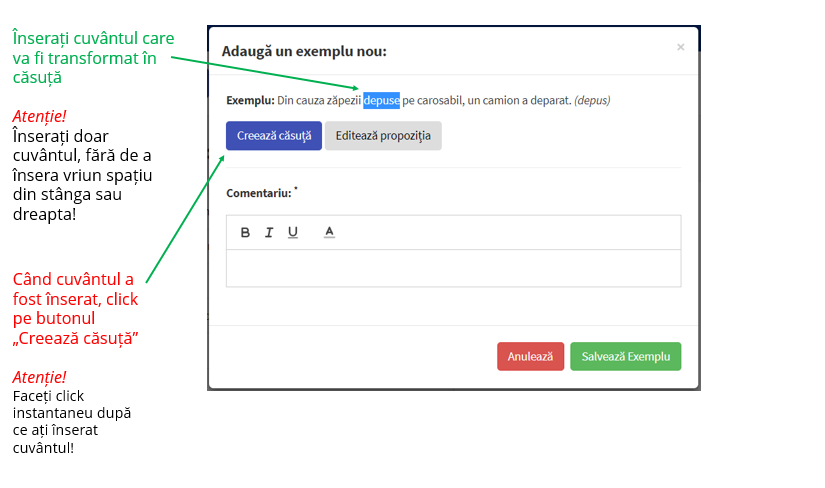 Înserați cuvântul care
va fi transformat în
căsuță
Atenție!
Înserați doar
cuvântul, fără de a
însera vriun spațiu
din stânga sau
dreapta!
Când cuvântul a
fost înserat, click
pe butonul
„Creează căsuță”
Atenție!
Faceți click
instantaneu după
ce ați înserat
cuvântul!
Adaugă un exemplu nou:
×
Exemplu: Din cauza zăpezii depuse pe carosabil, un camion a deparat. (depus)
Creează căsuță Editează propoziția
Comentariu: *
B I U A
Anulează Salvează Exemplu